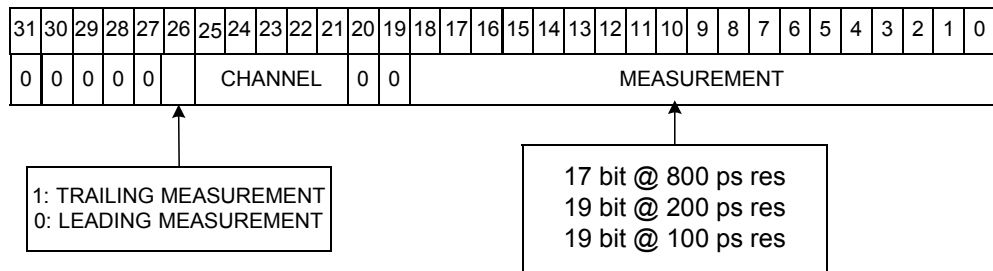 31 30 29 28 27 26 25 24 23 22 21 20 19 18 17 16 15 14 13 12 11 10 9 8 7 6 5 4 3 2 1 0
0 0 0 0 0 CHANNEL 0 0 MEASUREMENT
1: TRAILING MEASUREMENT
0: LEADING MEASUREMENT
17 bit @ 800 ps res
19 bit @ 200 ps res
19 bit @ 100 ps res